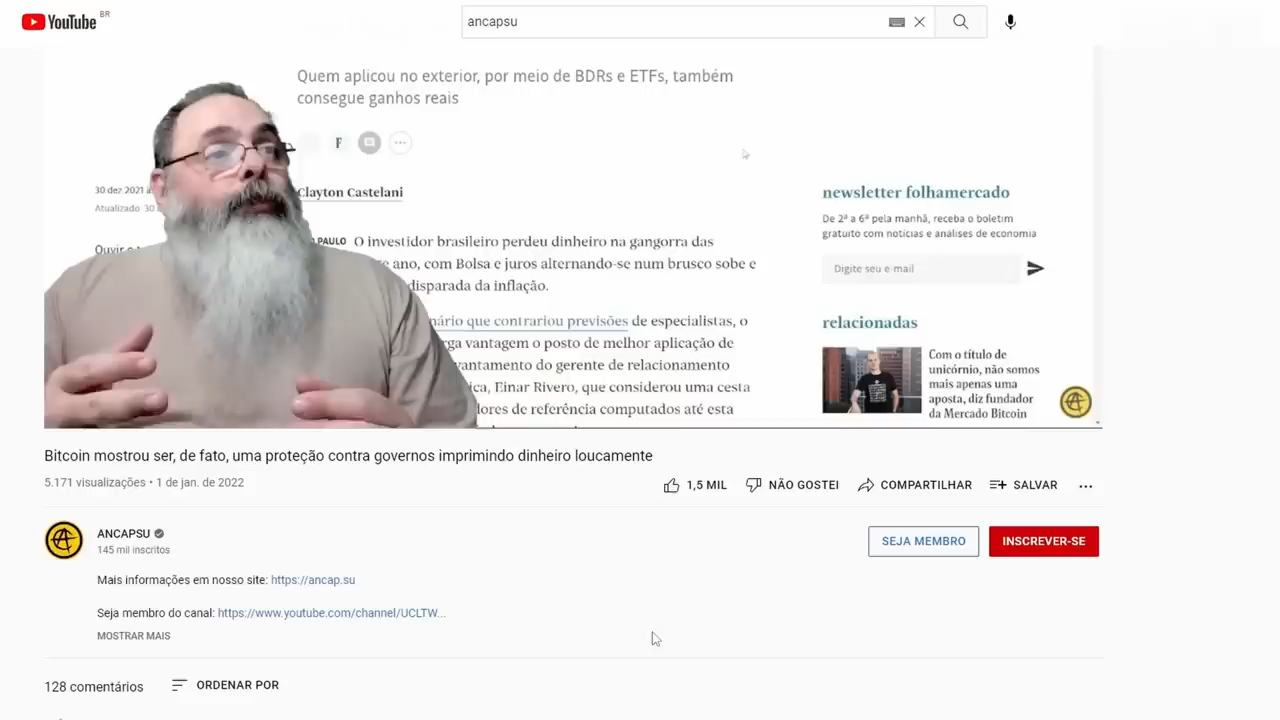 YouTube BR
ancapsu
Quem aplicou no exterior, por meio de BDRs e ETFs, também
consegue ganhos reais
F
30 dez 2021
Clayton Castelani
Atualizado 30
PAULO O investidor brasileiro perdeu dinheiro na gangorra das
ano, com Bolsa e juros alternando-se num brusco sobe e
disparada da inflação.
que contrariou previsões de especialistas, o
vantagem o posto de melhor aplicação de
do gerente de relacionamento
Einar Rivero, que considerou uma cesta
de referência computados até esta
newsletter folhamercado
De 2ª a 6ª pela manhã, receba o boletim
gratuito com notícias e análises de economia
Digite seu e-mail
relacionadas
Com o título de
unicórnio, não somos
mais apenas uma
aposta, diz fundador
da Mercado Bitcoin
Bitcoin mostrou ser, de fato, uma proteção contra governos imprimindo dinheiro loucamente
5.171 visualizações • 1 de jan. de 2022
1,5 MIL
NÃO GOSTEI
COMPARTILHAR
SALVAR
ANCAPSU
145 mil inscritos
SEJA MEMBRO
INSCREVER-SE
Mais informações em nosso site: https://ancap.su
Seja membro do canal: https://www.youtube.com/channel/UCLTW...
MOSTRAR MAIS
128 comentários
ORDENAR POR